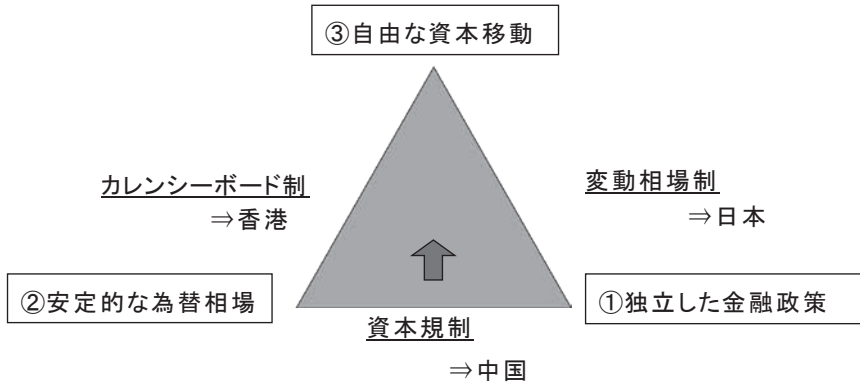 ③自由な資本移動
カレンシーボード制
⇒香港
変動相場制
⇒日本
②安定的な為替相場
①独立した金融政策
資本規制
⇒中国